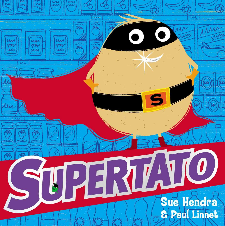 S
SUPERTATO
Sue Hendra
& Paul Linnet